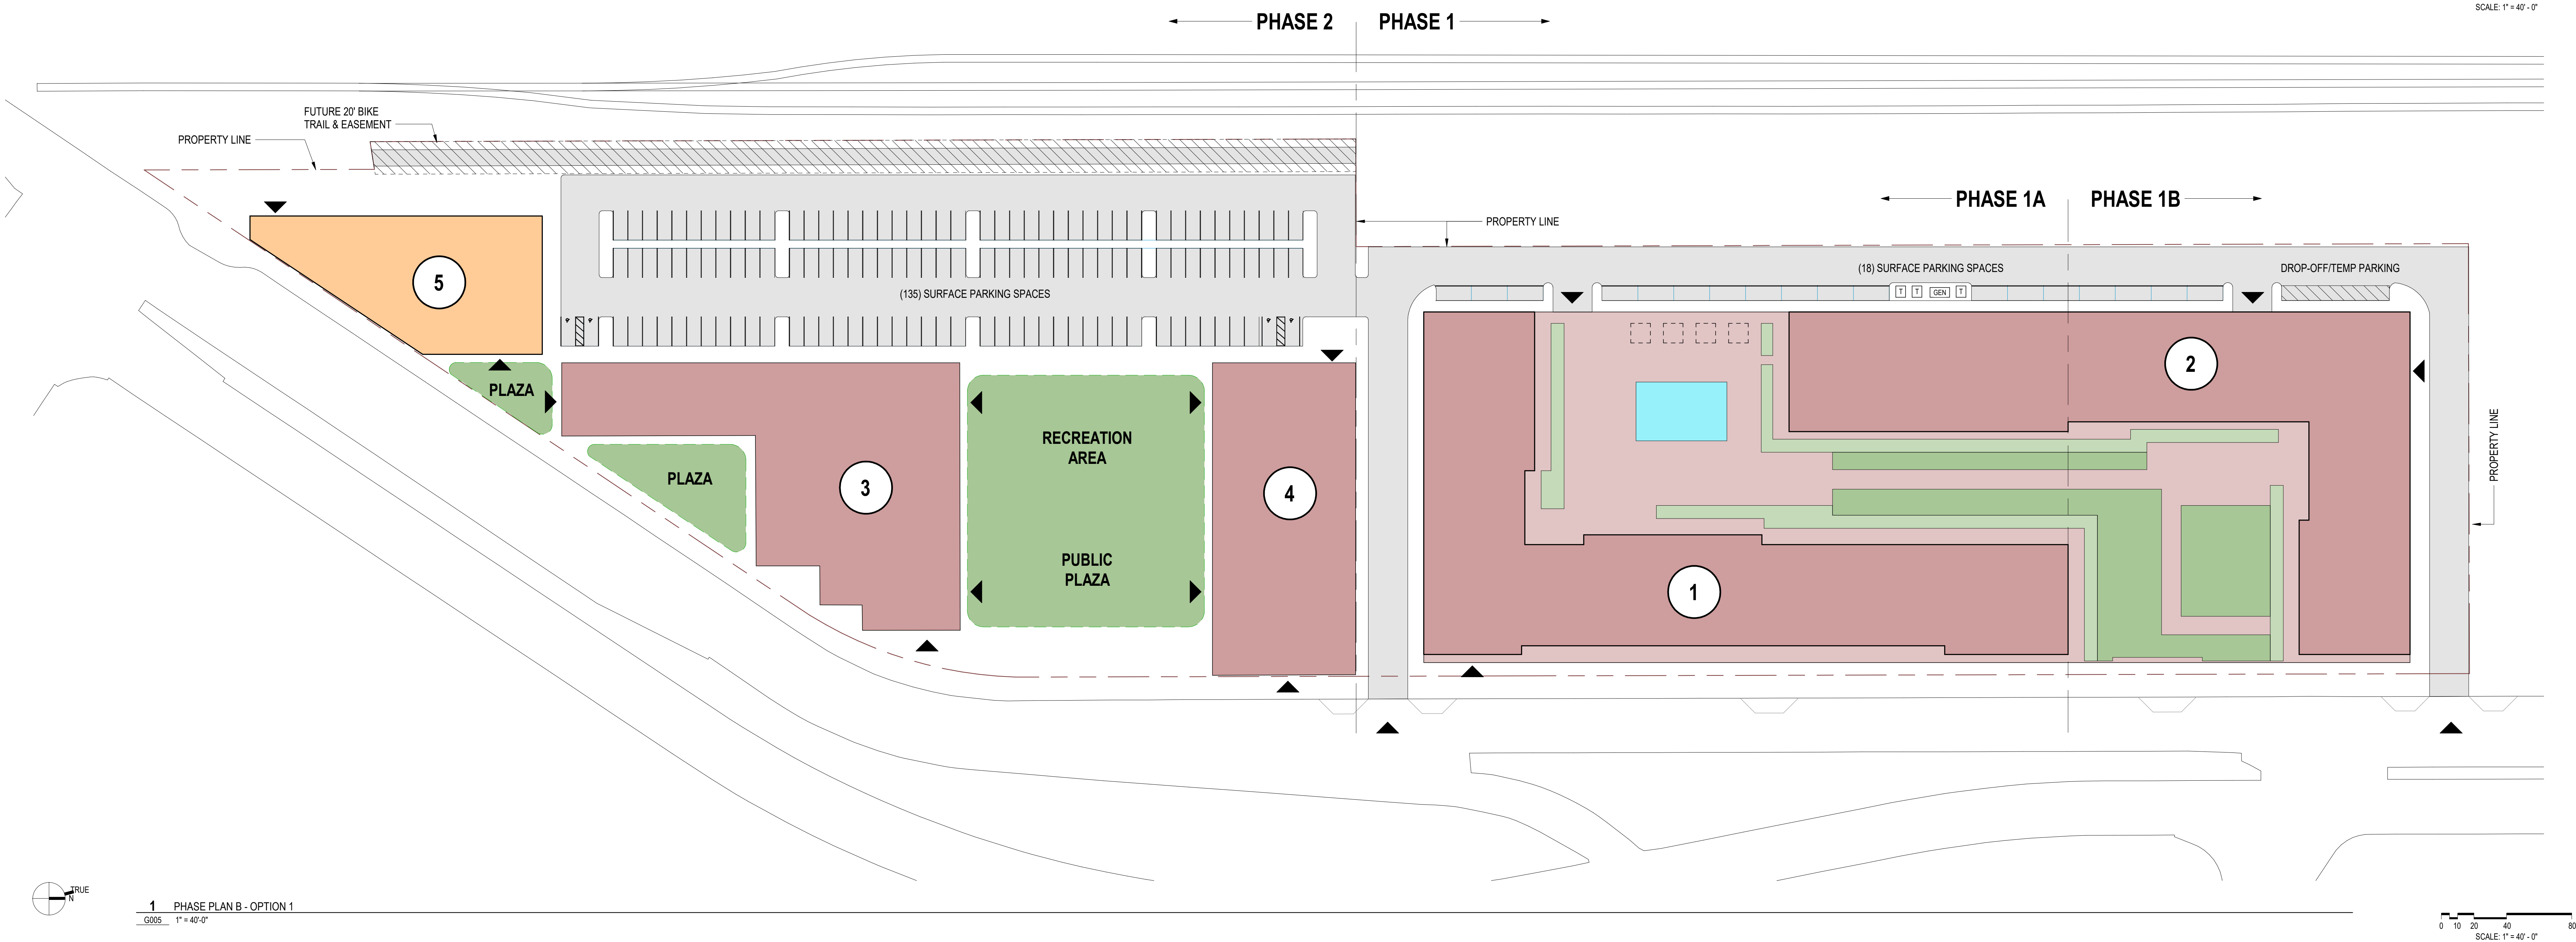 SCALE: 1" = 40' - 0"
PHASE 2
PHASE 1
FUTURE 20' BIKE
TRAIL & EASEMENT
PROPERTY LINE
PHASE 1A
PHASE 1B
PROPERTY LINE
(18) SURFACE PARKING SPACES
DROP-OFF/TEMP PARKING
5
(135) SURFACE PARKING SPACES
T
T
GEN
T
2
PLAZA
RECREATION
AREA
PROPERTY LINE
PLAZA
3
4
PUBLIC
PLAZA
1
TRUE
N
1
PHASE PLAN B - OPTION 1
G005
1" = 40'-0"
0 10 20 40 80
SCALE: 1" = 40' - 0"